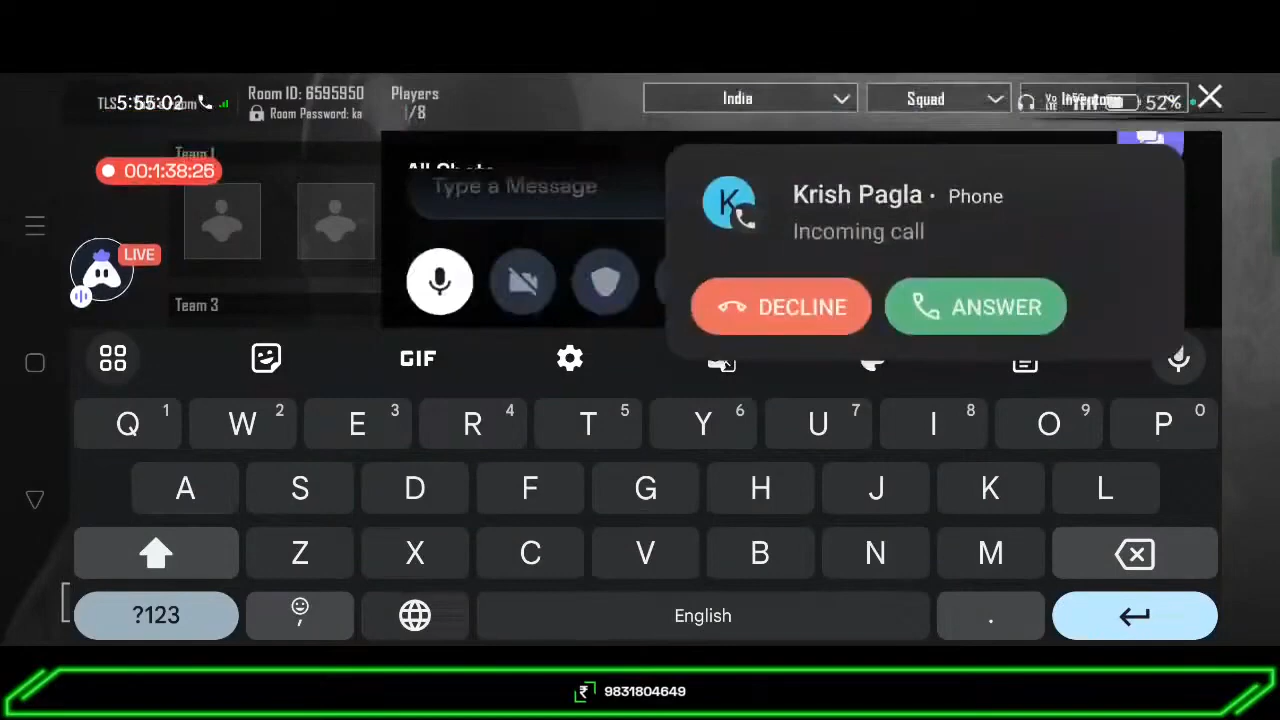 5:55:02
Room ID: 6595950
Room Password: ka
Players
1/8
India
Squad
52%
Team 1
00:1:38:26
All Chats
Type a Message
LIVE
Krish Pagla • Phone
Incoming call
DECLINE
ANSWER
Team 3
GIF
Q 1 W 2 E 3 R 4 T 5 Y 6 U 7 I 8 O 9 P 0
A S D F G H J K L
Z X C V B N M
?123 , English .
₹ 9831804649